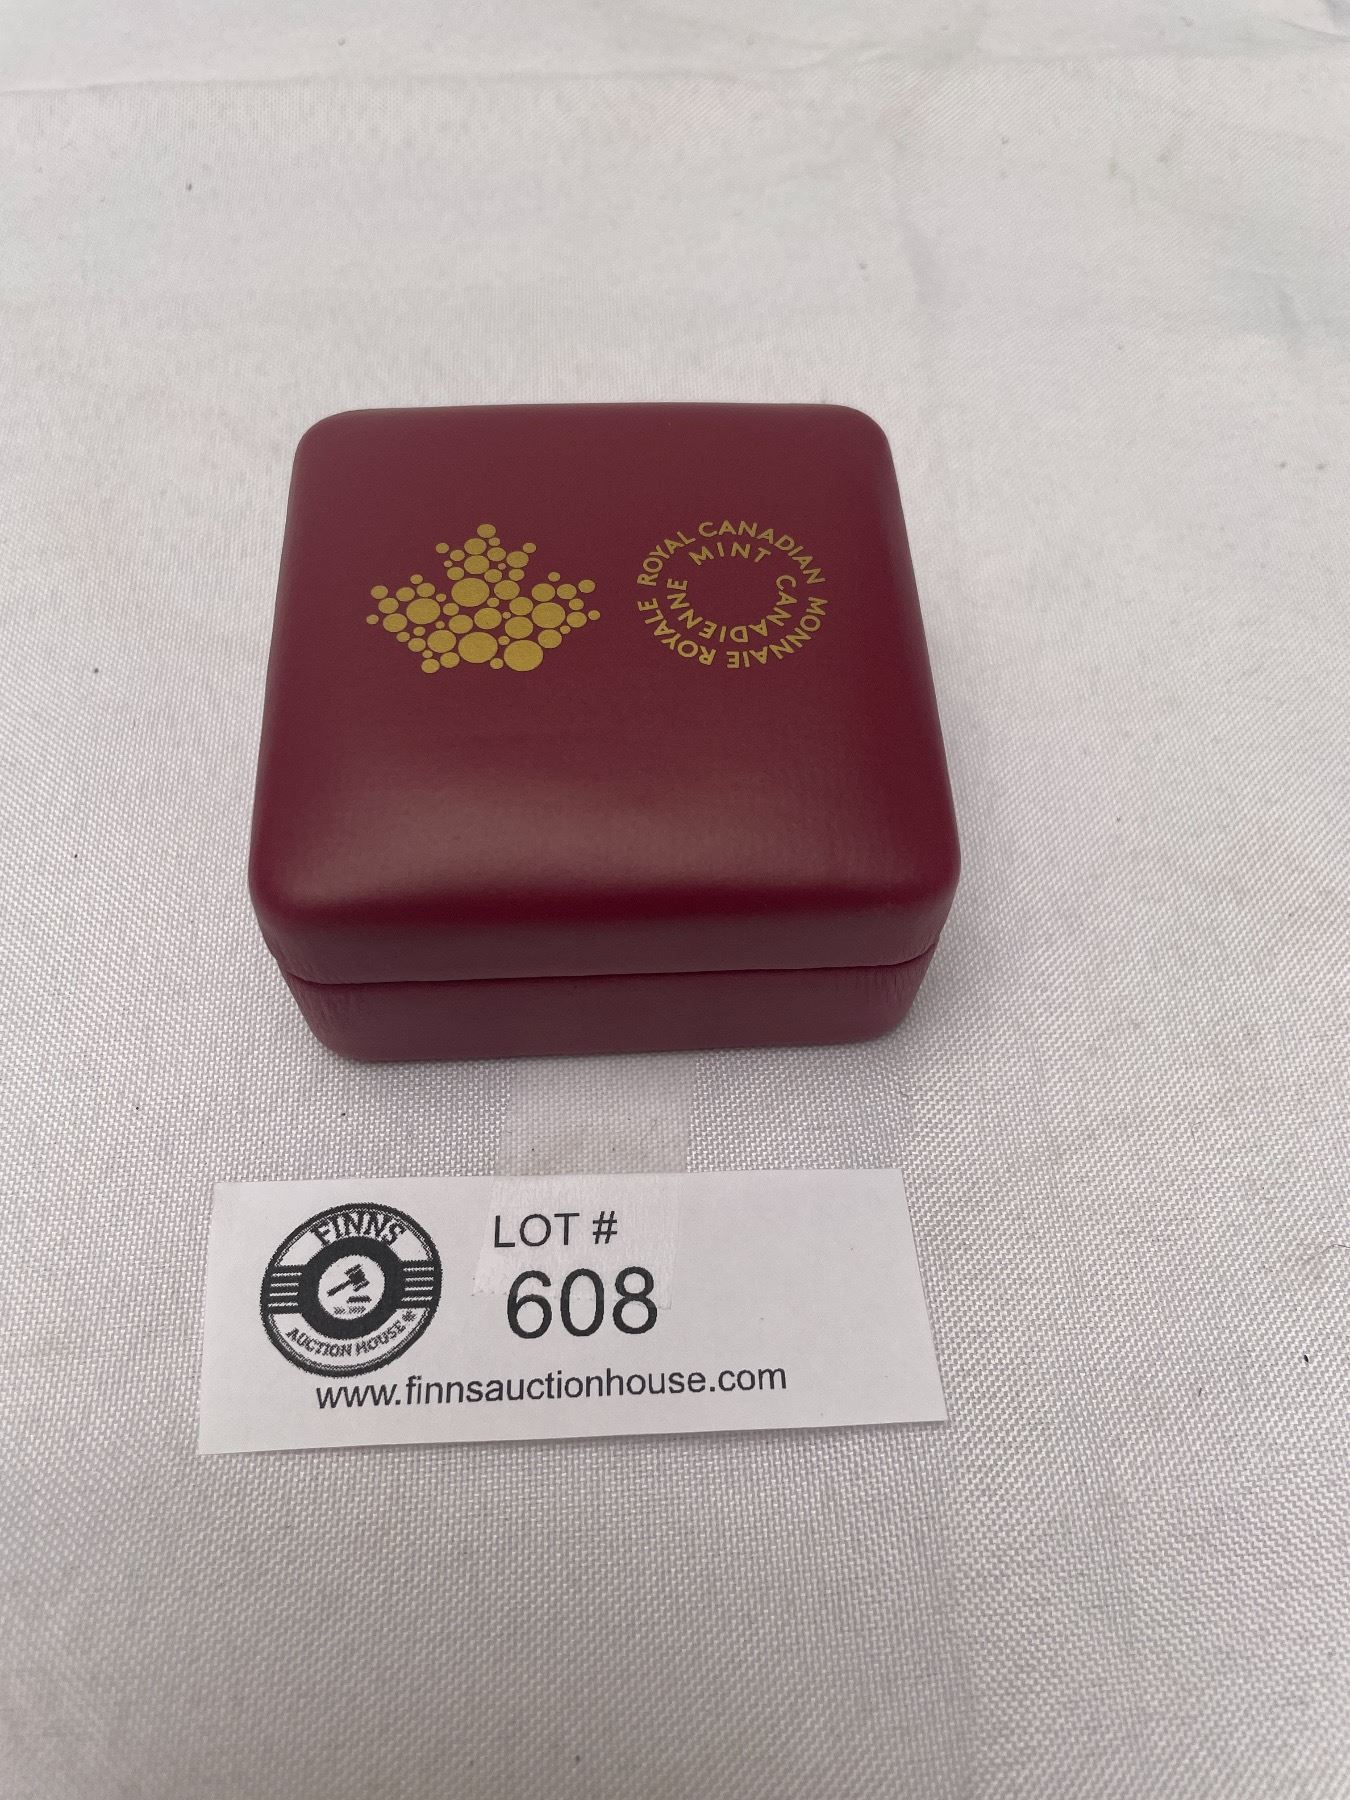 ROYAL CANADIAN MINT
MONNAIE ROYALE CANADIENNE
FINNS
AUCTION HOUSE
LOT #
608
www.finnsauctionhouse.com